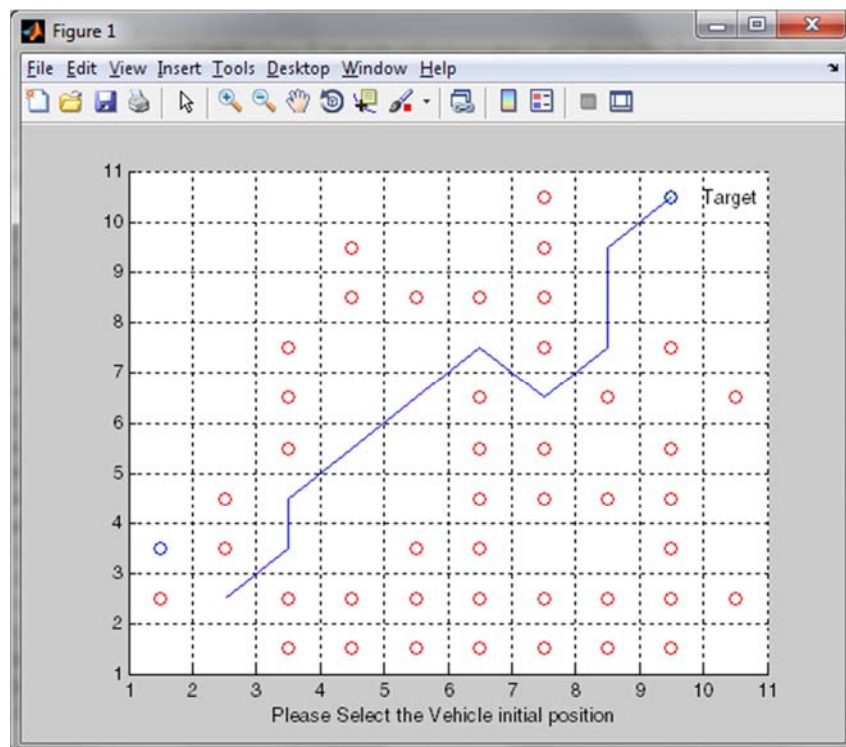 Figure 1
File Edit View Insert Tools Desktop Window Help
11
10
9
8
7
6
5
4
3
2
1
Target
1 2 3 4 5 6 7 8 9 10 11
Please Select the Vehicle initial position